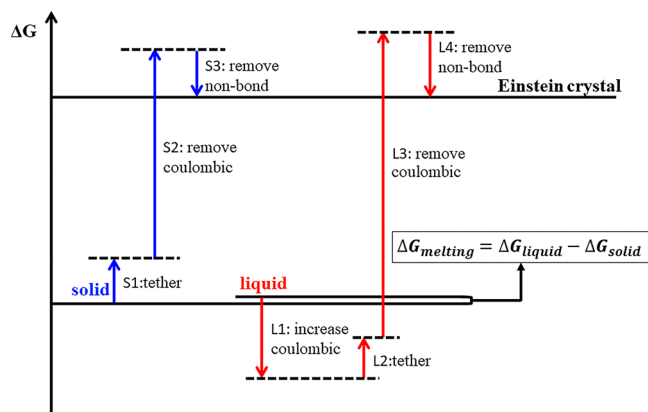 ΔG
S3: remove
non-bond
L4: remove
non-bond
Einstein crystal
S2: remove
coulombic
L3: remove
coulombic
ΔG_melting = ΔG_liquid − ΔG_solid
solid
S1:tether
liquid
L1: increase
coulombic
L2:tether